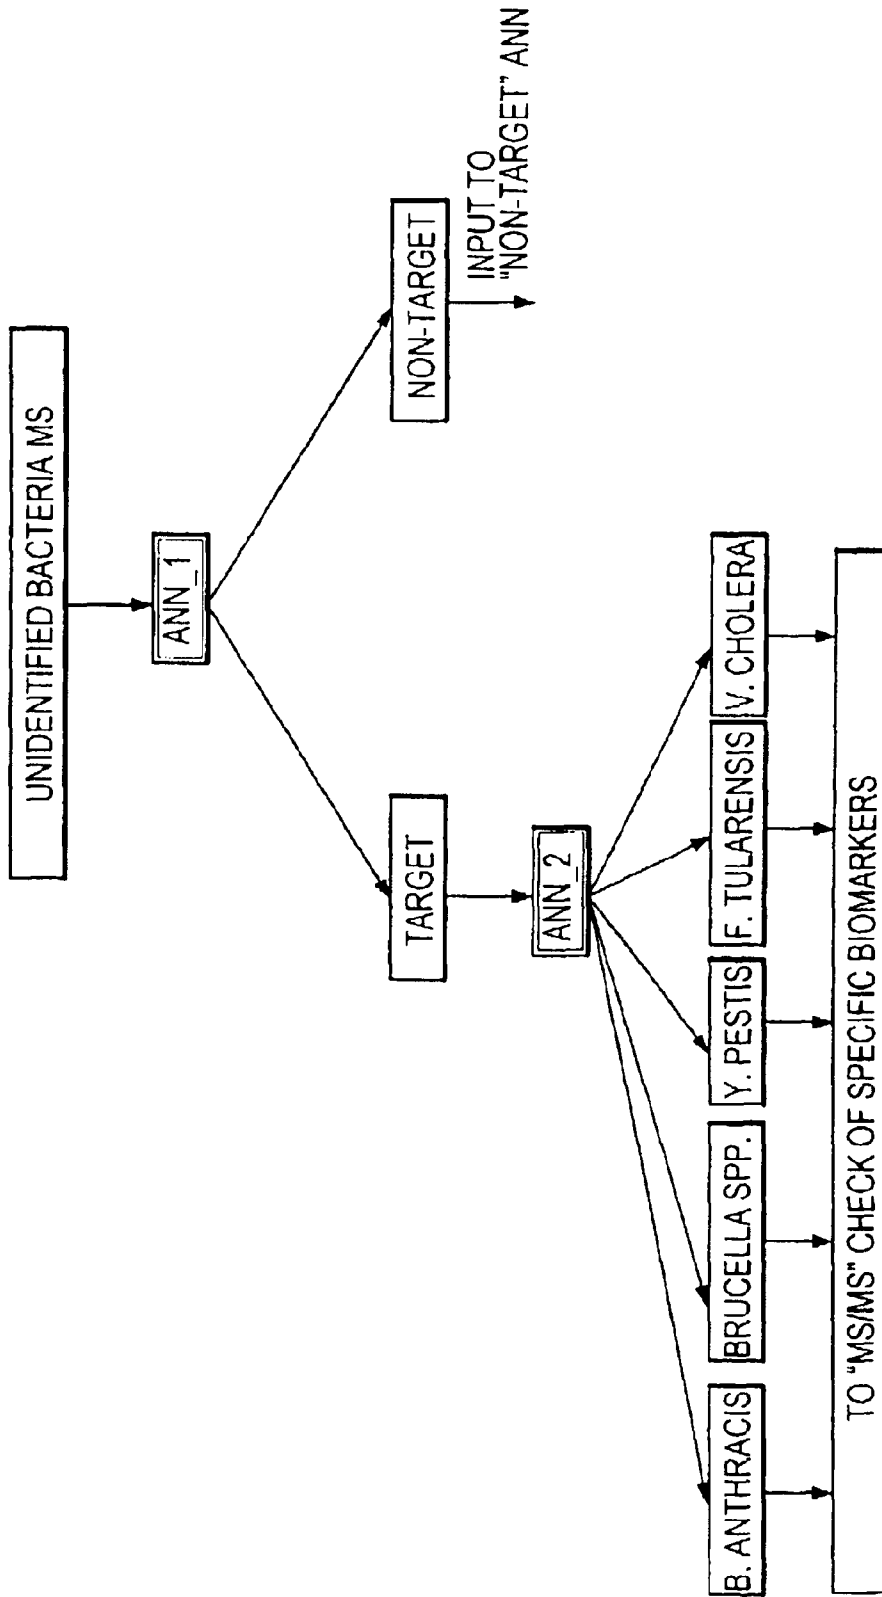 UNIDENTIFIED BACTERIA MS
ANN_1
TARGET
NON-TARGET
INPUT TO
"NON-TARGET" ANN
ANN_2
B. ANTHRACIS
BRUCELLA SPP.
Y. PESTIS
F. TULARENSIS
V. CHOLERA
TO "MS/MS" CHECK OF SPECIFIC BIOMARKERS